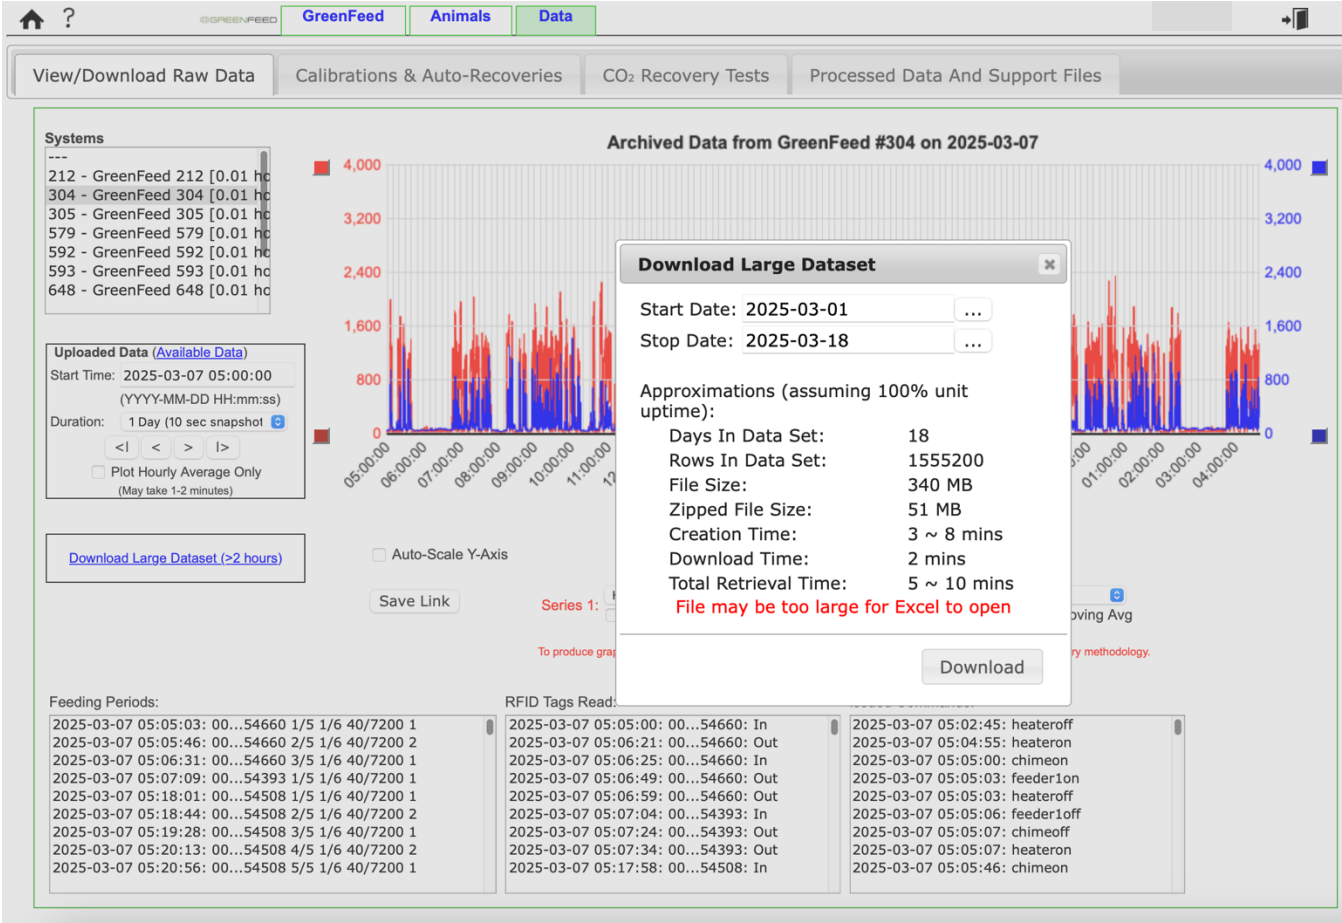 ?
GREENFEED
GreenFeed
Animals
Data
View/Download Raw Data
Calibrations & Auto-Recoveries
CO₂ Recovery Tests
Processed Data And Support Files
Systems
---
212 - GreenFeed 212 [0.01 hc
304 - GreenFeed 304 [0.01 hc
305 - GreenFeed 305 [0.01 hc
579 - GreenFeed 579 [0.01 hc
592 - GreenFeed 592 [0.01 hc
593 - GreenFeed 593 [0.01 hc
648 - GreenFeed 648 [0.01 hc
Uploaded Data (Available Data)
Start Time: 2025-03-07 05:00:00
(YYYY-MM-DD HH:mm:ss)
Duration: 1 Day (10 sec snapshot
<| < > |>
Plot Hourly Average Only
(May take 1-2 minutes)
Download Large Dataset (>2 hours)
Archived Data from GreenFeed #304 on 2025-03-07
4,000
3,200
2,400
1,600
800
0
4,000
3,200
2,400
1,600
800
0
05:00:00
06:00:00
07:00:00
08:00:00
09:00:00
10:00:00
11:00:00
01:00:00
02:00:00
03:00:00
04:00:00
Auto-Scale Y-Axis
Save Link
Series 1:
oving Avg
To produce grap
ry methodology.
Download Large Dataset
Start Date: 2025-03-01 ...
Stop Date: 2025-03-18 ...
Approximations (assuming 100% unit
uptime):
Days In Data Set: 18
Rows In Data Set: 1555200
File Size: 340 MB
Zipped File Size: 51 MB
Creation Time: 3 ~ 8 mins
Download Time: 2 mins
Total Retrieval Time: 5 ~ 10 mins
File may be too large for Excel to open
Download
Feeding Periods:
2025-03-07 05:05:03: 00...54660 1/5 1/6 40/7200 1
2025-03-07 05:05:46: 00...54660 2/5 1/6 40/7200 2
2025-03-07 05:06:31: 00...54660 3/5 1/6 40/7200 1
2025-03-07 05:07:09: 00...54393 1/5 1/6 40/7200 1
2025-03-07 05:18:01: 00...54508 1/5 1/6 40/7200 1
2025-03-07 05:18:44: 00...54508 2/5 1/6 40/7200 2
2025-03-07 05:19:28: 00...54508 3/5 1/6 40/7200 1
2025-03-07 05:20:13: 00...54508 4/5 1/6 40/7200 2
2025-03-07 05:20:56: 00...54508 5/5 1/6 40/7200 1
RFID Tags Read:
2025-03-07 05:05:00: 00...54660: In
2025-03-07 05:06:21: 00...54660: Out
2025-03-07 05:06:25: 00...54660: In
2025-03-07 05:06:49: 00...54660: Out
2025-03-07 05:06:59: 00...54660: Out
2025-03-07 05:07:04: 00...54393: In
2025-03-07 05:07:24: 00...54393: Out
2025-03-07 05:07:34: 00...54393: Out
2025-03-07 05:17:58: 00...54508: In
2025-03-07 05:02:45: heateroff
2025-03-07 05:04:55: heateron
2025-03-07 05:05:00: chimeon
2025-03-07 05:05:03: feeder1on
2025-03-07 05:05:03: heateroff
2025-03-07 05:05:06: feeder1off
2025-03-07 05:05:07: chimeoff
2025-03-07 05:05:07: heateron
2025-03-07 05:05:46: chimeon